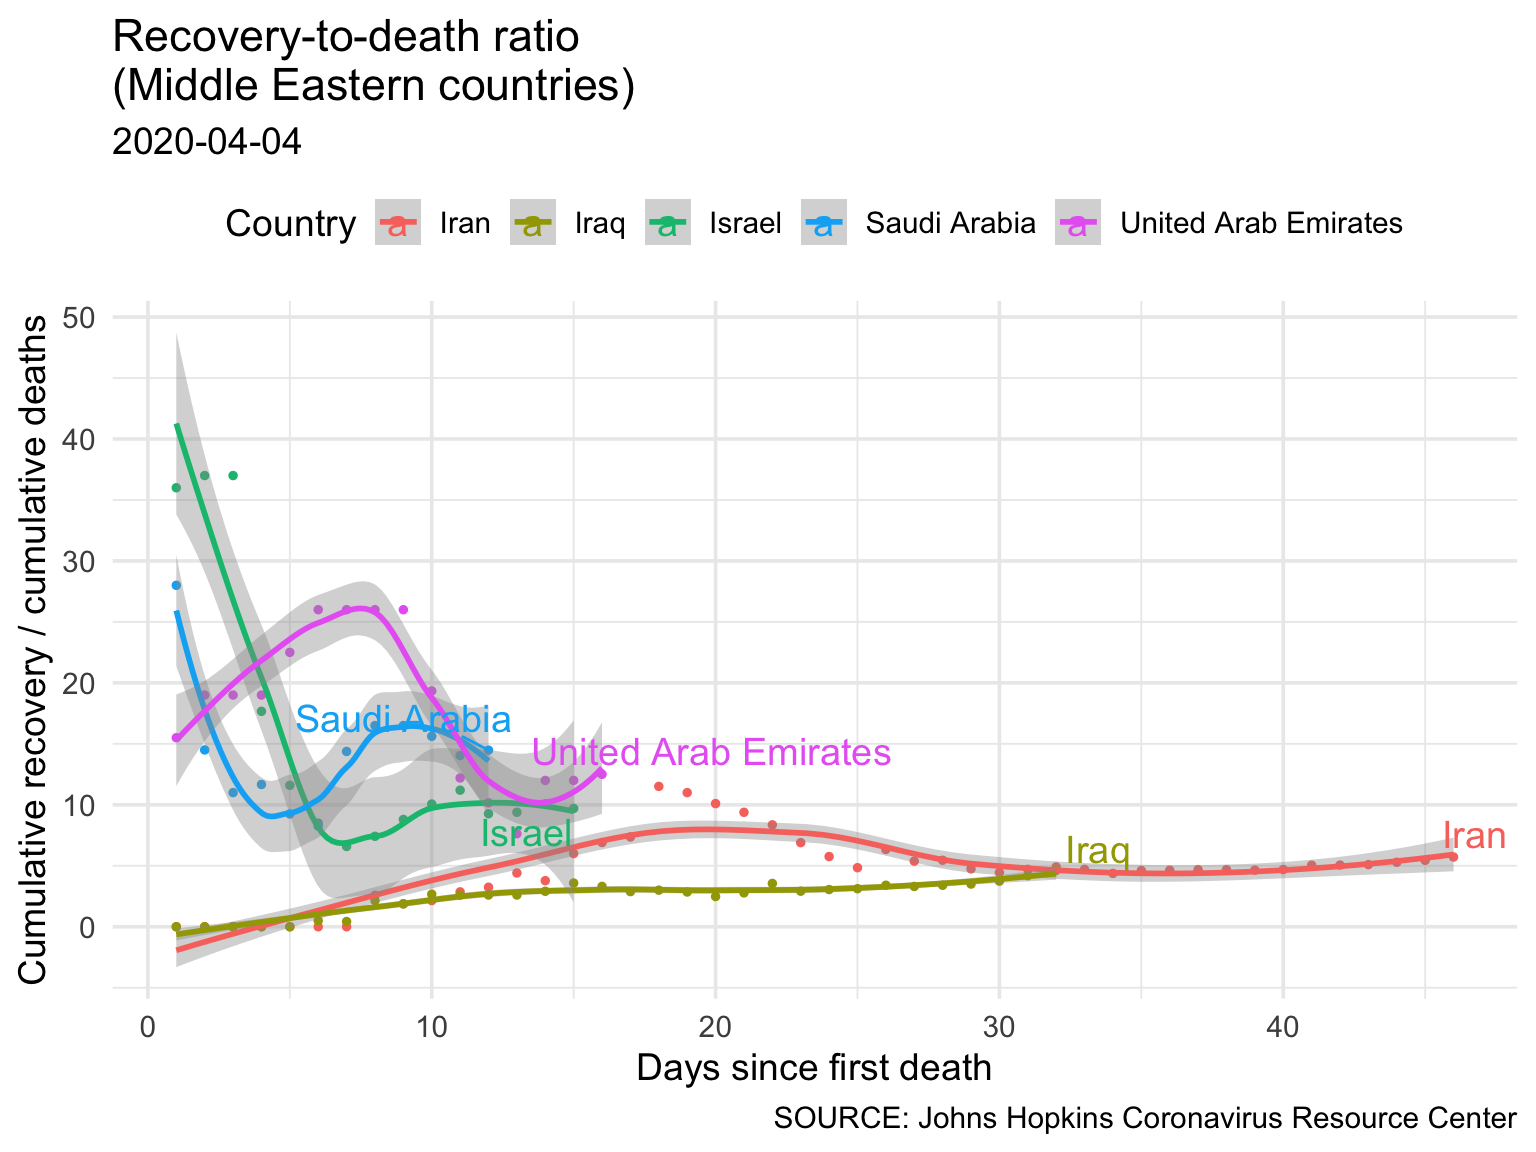 Recovery-to-death ratio
(Middle Eastern countries)
2020-04-04
Country a Iran a Iraq a Israel a Saudi Arabia a United Arab Emirates
Cumulative recovery / cumulative deaths
50
40
30
20
10
0
Saudi Arabia
United Arab Emirates
Israel
Iraq
Iran
0 10 20 30 40
Days since first death
SOURCE: Johns Hopkins Coronavirus Resource Center